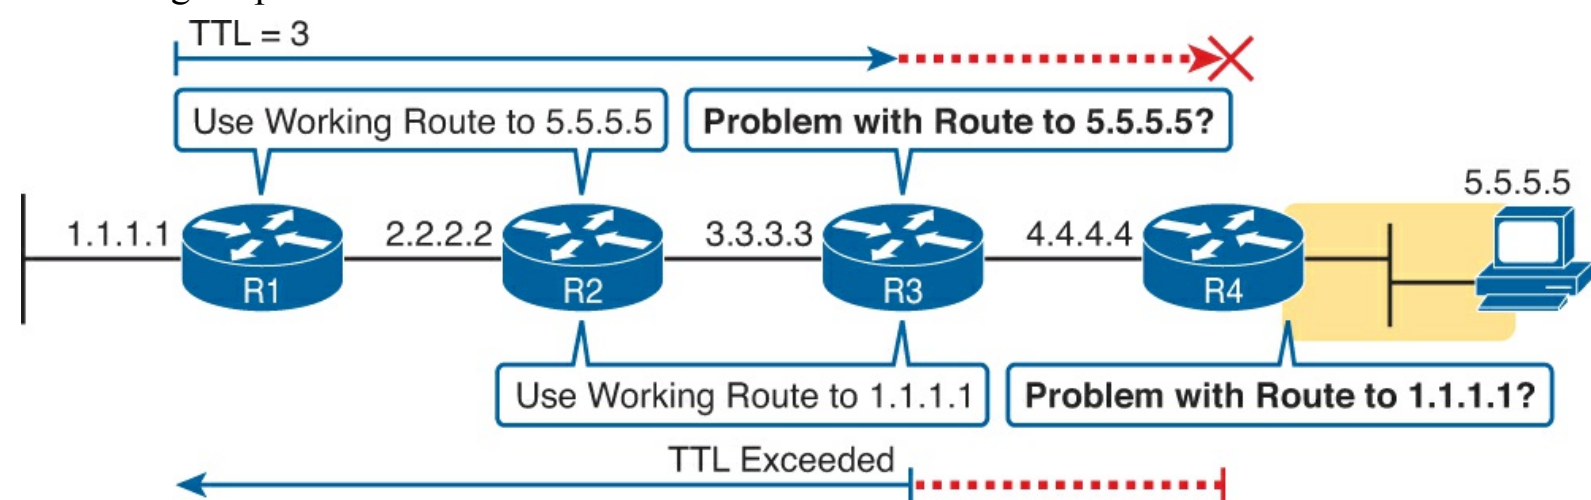 TTL = 3
Use Working Route to 5.5.5.5
Problem with Route to 5.5.5.5?
5.5.5.5
1.1.1.1
2.2.2.2
3.3.3.3
4.4.4.4
R1
R2
R3
R4
Use Working Route to 1.1.1.1
Problem with Route to 1.1.1.1?
TTL Exceeded